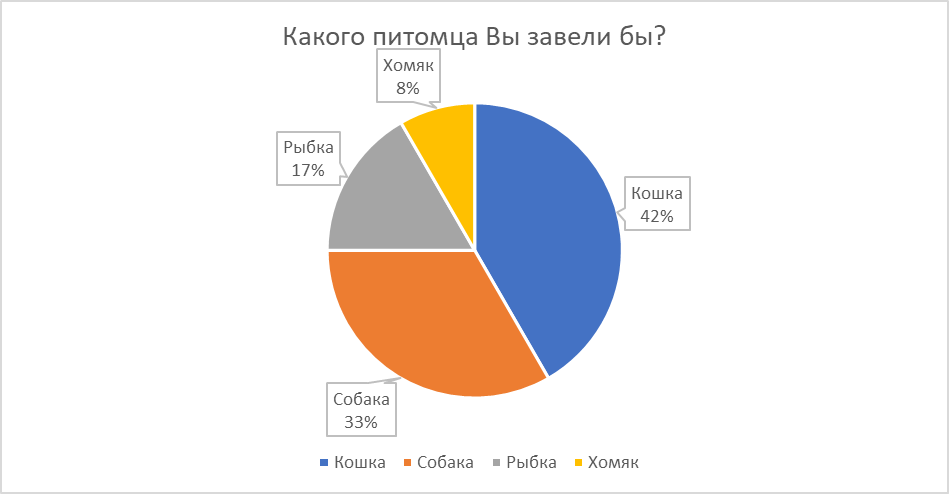 Какого питомца Вы завели бы?
Хомяк
8%
Рыбка
17%
Кошка
42%
Собака
33%
Кошка Собака Рыбка Хомяк